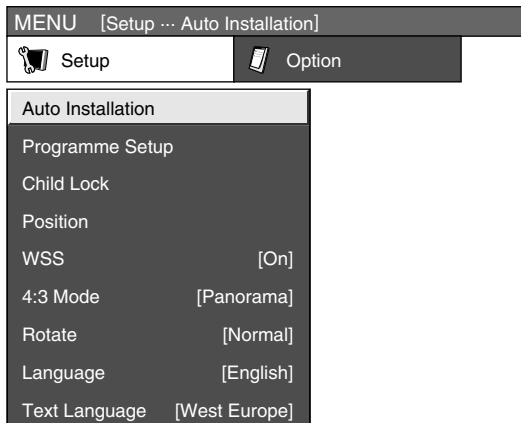 MENU [Setup ··· Auto Installation]
Setup Option
Auto Installation
Programme Setup
Child Lock
Position
WSS [On]
4:3 Mode [Panorama]
Rotate [Normal]
Language [English]
Text Language [West Europe]